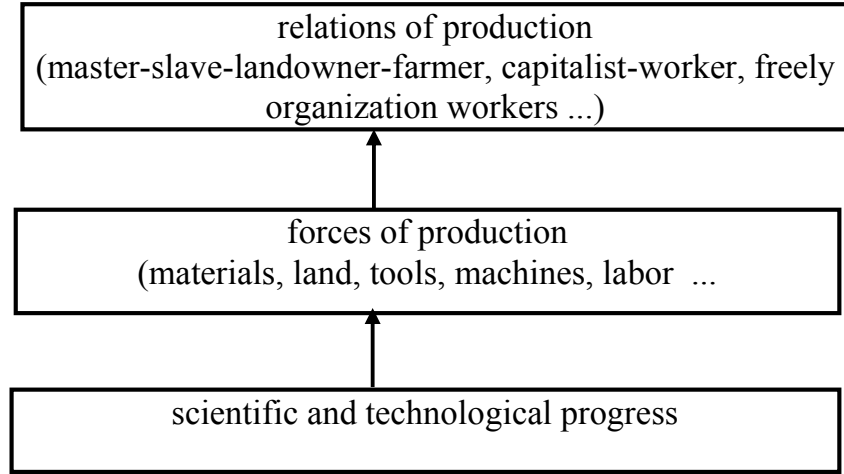 relations of production
(master-slave-landowner-farmer, capitalist-worker, freely
organization workers ...)
forces of production
(materials, land, tools, machines, labor ...
scientific and technological progress